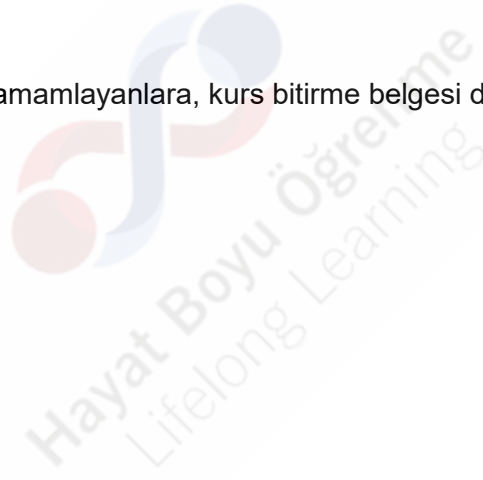 amamlayanlara, kurs bitirme belgesi d
Hayat Boyu Öğrenme
Lifelong Learning